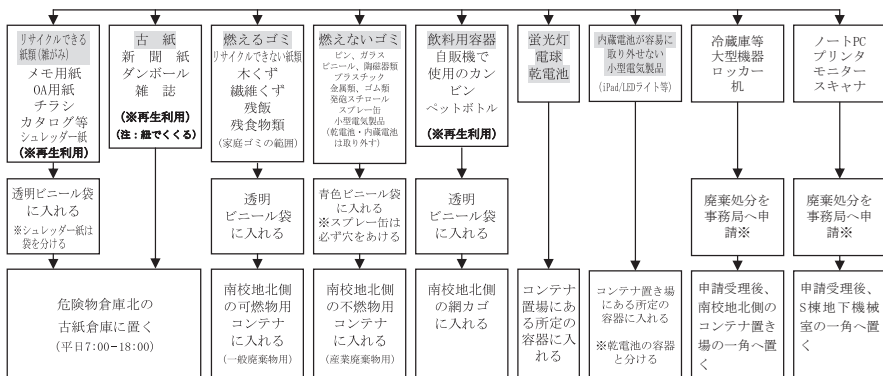 リサイクルできる
紙類(雑がみ)
メモ用紙
OA用紙
チラシ
カタログ等
シュレッダー紙
(※再生利用)
古 紙
新 聞 紙
ダンボール
雑 誌
(※再生利用)
(注：紐でくくる)
燃えるゴミ
リサイクルできない紙類
木くず
繊維くず
残飯
残食物類
(家庭ゴミの範囲)
燃えないゴミ
ビン、ガラス
ビニール、陶磁器類
プラスチック
金属類、ゴム類
発砲スチロール
スプレー缶
小型電気製品
(乾電池・内蔵電池
は取り外す)
飲料用容器
自販機で
使用のカン
ビン
ペットボトル
(※再生利用)
蛍光灯
電球
乾電池
内蔵電池が容易に
取り外せない
小型電気製品
(iPad/LEDライト等)
冷蔵庫等
大型機器
ロッカー
机
ノートPC
プリンタ
モニター
スキャナ
透明ビニール袋
に入れる
※シュレッダー紙は
袋を分ける
透明
ビニール袋
に入れる
青色ビニール袋
に入れる
※スプレー缶は
必ず穴をあける
透明
ビニール袋
に入れる
廃棄処分を
事務局へ申
請※
廃棄処分を
事務局へ申
請※
危険物倉庫北の
古紙倉庫に置く
(平日7:00-18:00)
南校地北側
の可燃物用
コンテナ
に入れる
(一般廃棄物用)
南校地北側
の不燃物用
コンテナ
に入れる
(産業廃棄物用)
南校地北側
の網カゴ
に入れる
コンテナ
置場にあ
る所定の
容器に入
れる
コンテナ置き場
にある所定の
容器に入れる
※乾電池の容器
と分ける
申請受理後、
南校地北側の
コンテナ置き
場の一角へ置
く
申請受理後、
S棟地下機械
室の一角へ置
く